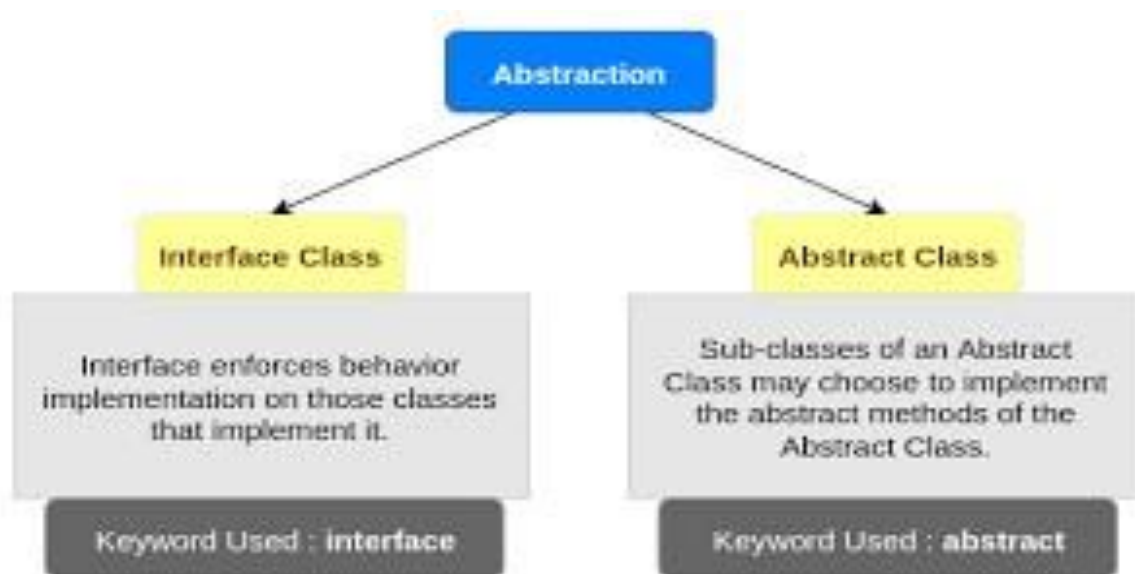 Abstraction
Interface Class
Interface enforces behavior
implementation on those classes
that implement it.
Keyword Used : interface
Abstract Class
Sub-classes of an Abstract
Class may choose to implement
the abstract methods of the
Abstract Class.
Keyword Used : abstract